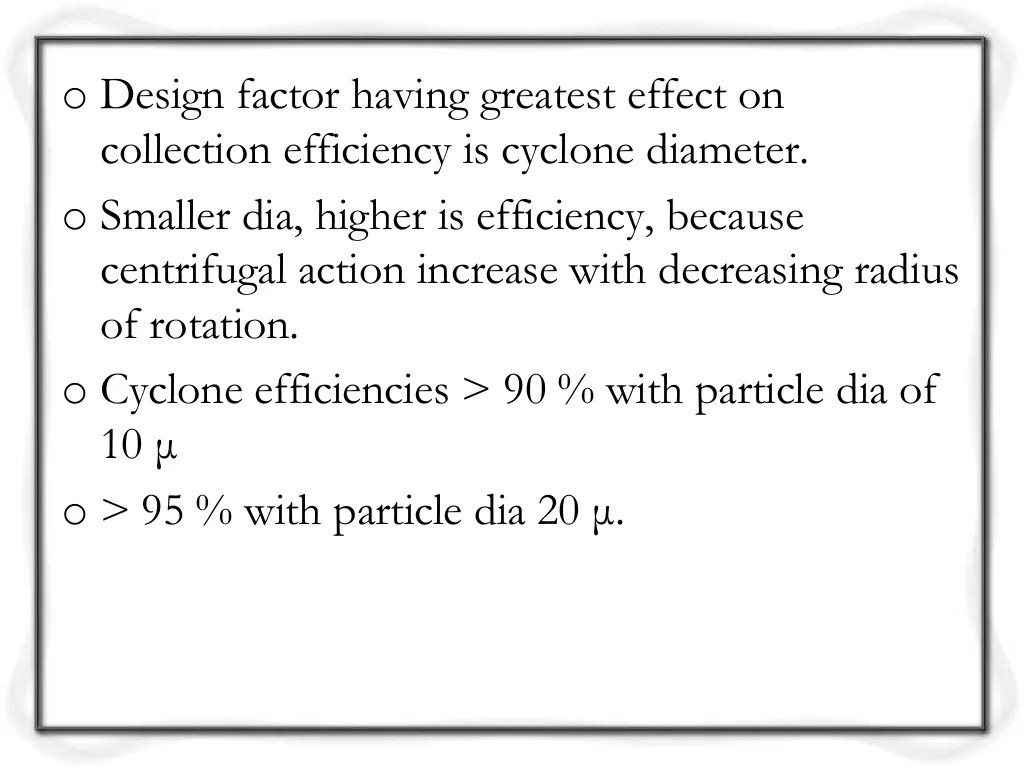 o Design factor having greatest effect on
collection efficiency is cyclone diameter.
o Smaller dia, higher is efficiency, because
centrifugal action increase with decreasing radius
of rotation.
o Cyclone efficiencies > 90 % with particle dia of
10 μ
o > 95 % with particle dia 20 μ.